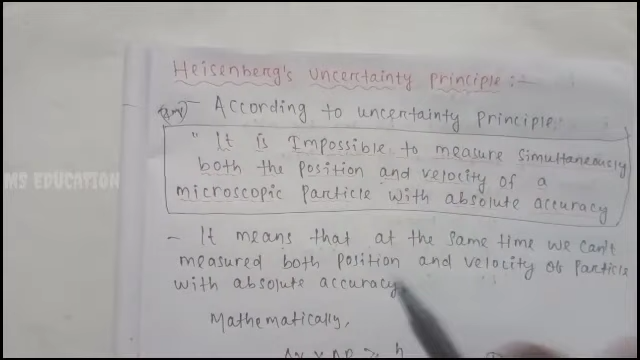 Heisenberg's uncertainty principle:-
(Imp) - According to uncertainty principle,
"It is Impossible to measure simultaneously
both the position and velocity of a
microscopic particle with absolute accuracy
MS EDUCATION
- It means that at the same time we can't
measured both position and velocity of particle
with absolute accuracy.
Mathematically,